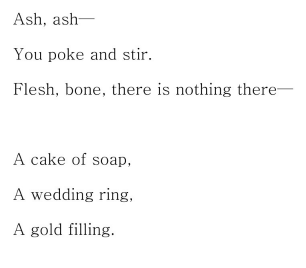 Ash, ash—
You poke and stir.
Flesh, bone, there is nothing there—
A cake of soap,
A wedding ring,
A gold filling.